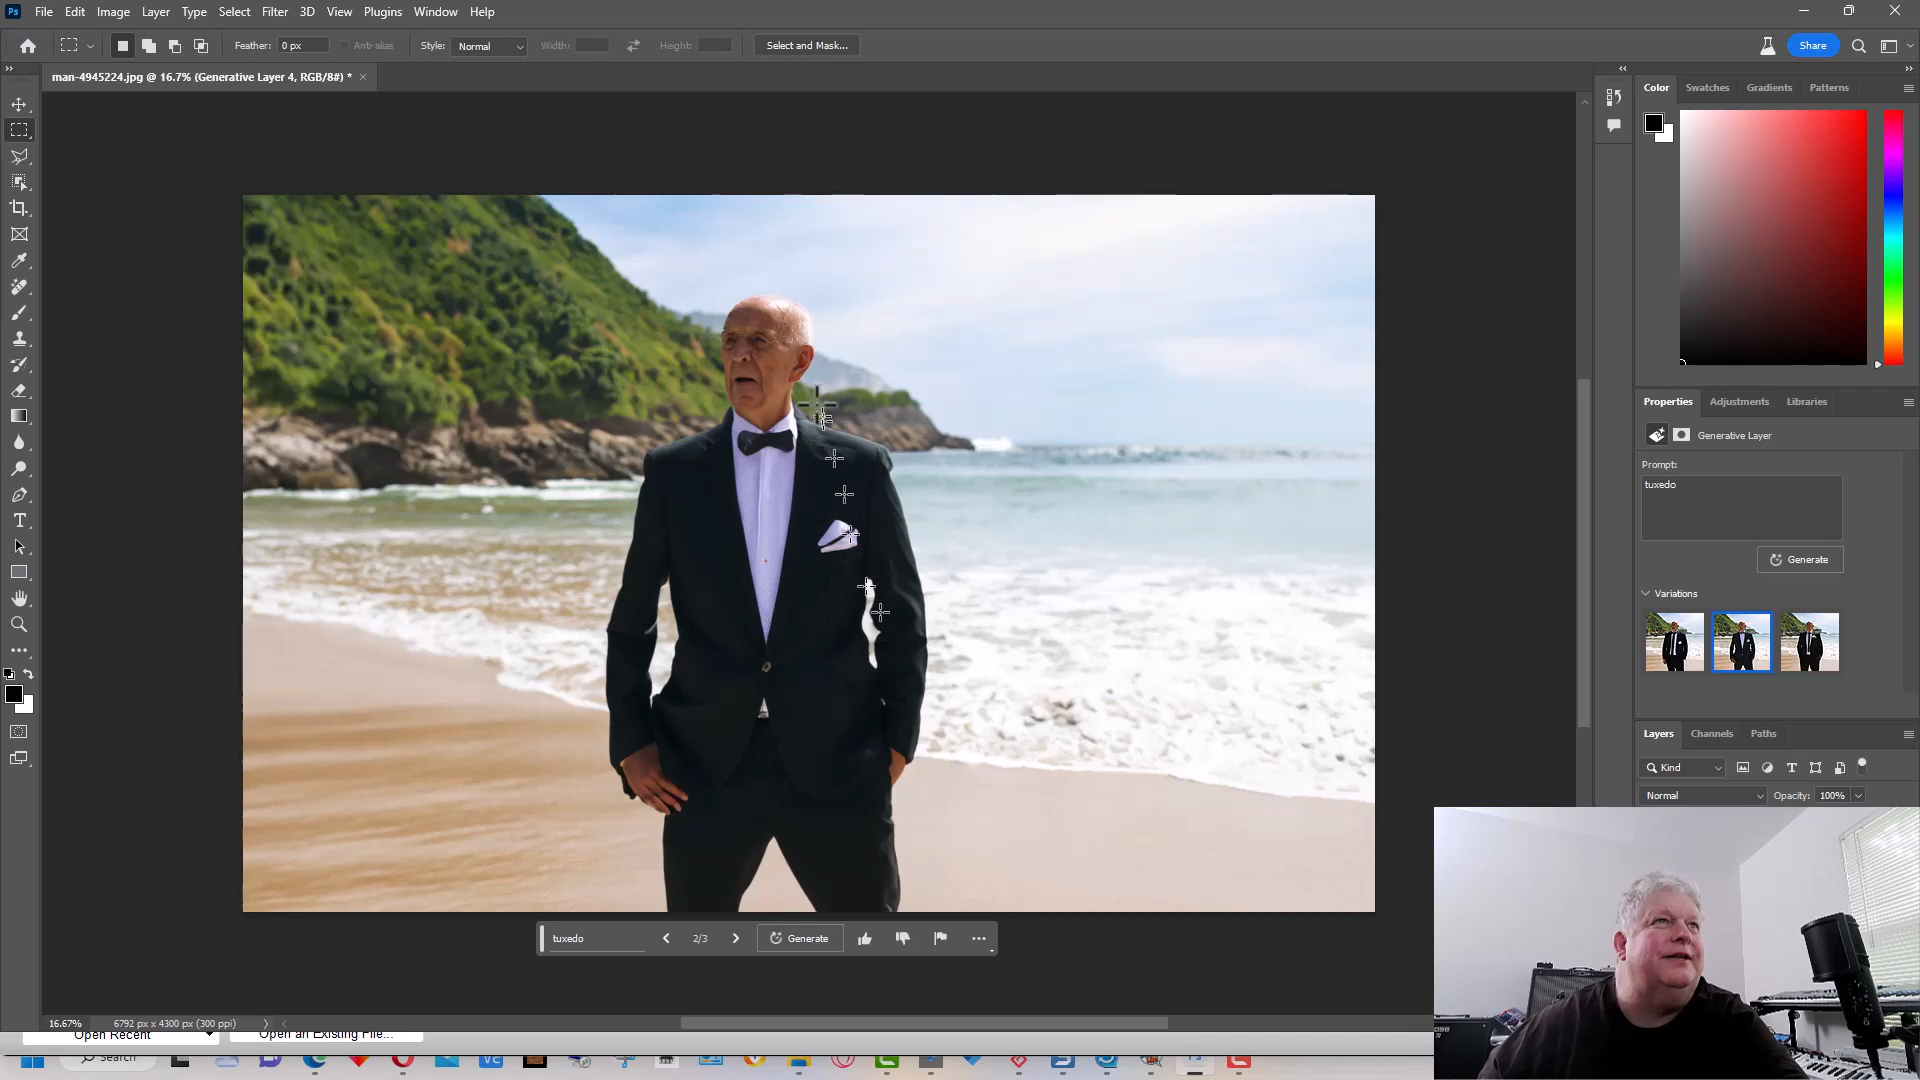 Ps File Edit Image Layer Type Select Filter 3D View Plugins Window Help
Feather: 0 px Anti-alias Style: Normal Width: Height: Select and Mask... Share
man-4945224.jpg @ 16.7% (Generative Layer 4, RGB/8#) * ×
Color Swatches Gradients Patterns
Properties Adjustments Libraries
Generative Layer
Prompt:
tuxedo
Generate
Variations
Layers Channels Paths
Kind
Normal Opacity: 100%
tuxedo 2/3 Generate
16.67% 6792 px x 4300 px (300 ppi)
Open Recent Open an Existing File...
Search